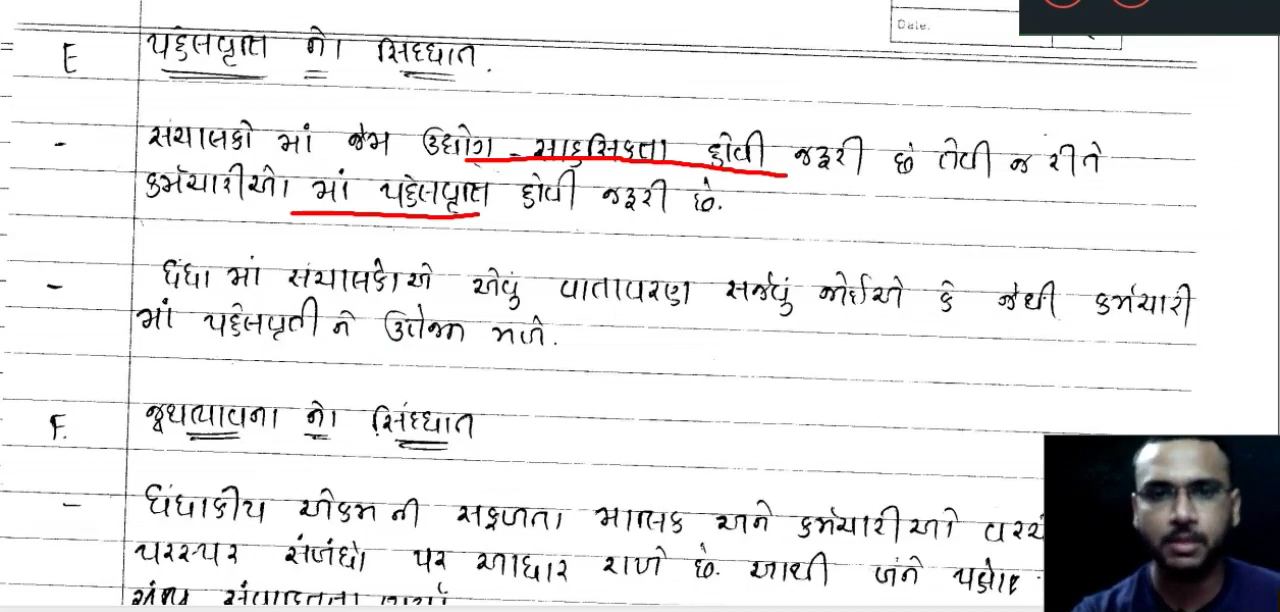 Date.
E પહેલવૃત્તિ નો સિદ્ધાંત.
- સંચાલકો માં જેમ ઉદ્યોગ - સાહસિકતા હોવી જરૂરી છે તેવી જ રીતે
કર્મચારીઓ માં પહેલવૃત્તિ હોવી જરૂરી છે.
- ધંધા માં સંચાલકોએ એવું વાતાવરણ સર્જવું જોઈએ કે જેથી કર્મચારી
માં પહેલવૃતી ને ઉત્તેજન મળે.
F. જૂથભાવના નો સિંદ્ધાત
- ધંધાકીય એકમ ની સફળતા માલિક અને કર્મચારીઓ વચ્ચે
પરસ્પર સંબંધો પર આધાર રાખે છે. આથી બંને પક્ષોએ